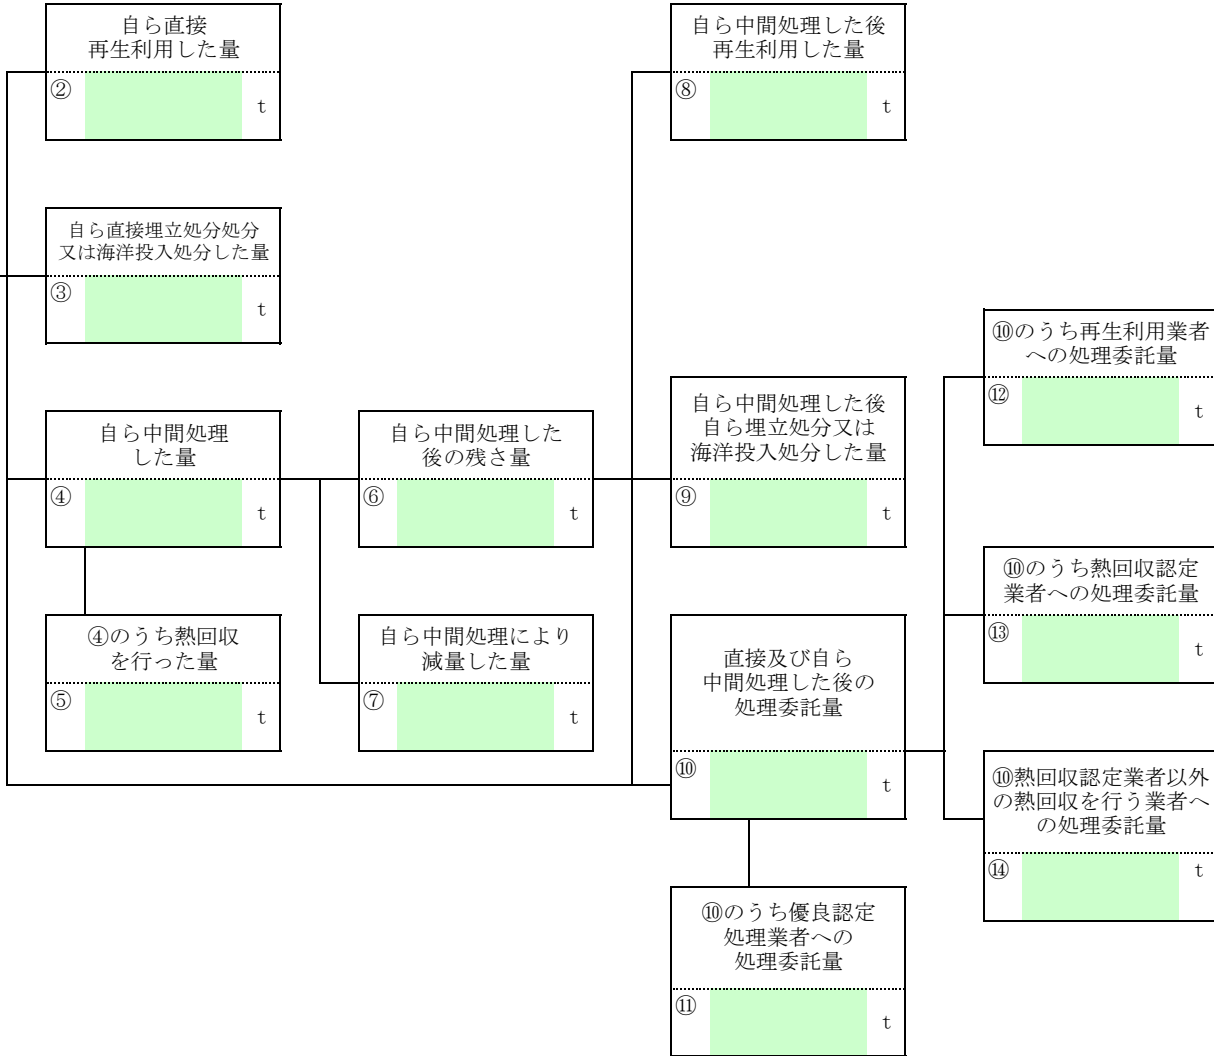 自ら直接
再生利用した量
② t
自ら直接埋立処分処分
又は海洋投入処分した量
③ t
自ら中間処理
した量
④ t
④のうち熱回収
を行った量
⑤ t
自ら中間処理した
後の残さ量
⑥ t
自ら中間処理により
減量した量
⑦ t
自ら中間処理した後
再生利用した量
⑧ t
自ら中間処理した後
自ら埋立処分又は
海洋投入処分した量
⑨ t
直接及び自ら
中間処理した後の
処理委託量
⑩ t
⑩のうち優良認定
処理業者への
処理委託量
⑪ t
⑩のうち再生利用業者
への処理委託量
⑫ t
⑩のうち熱回収認定
業者への処理委託量
⑬ t
⑩熱回収認定業者以外
の熱回収を行う業者へ
の処理委託量
⑭ t